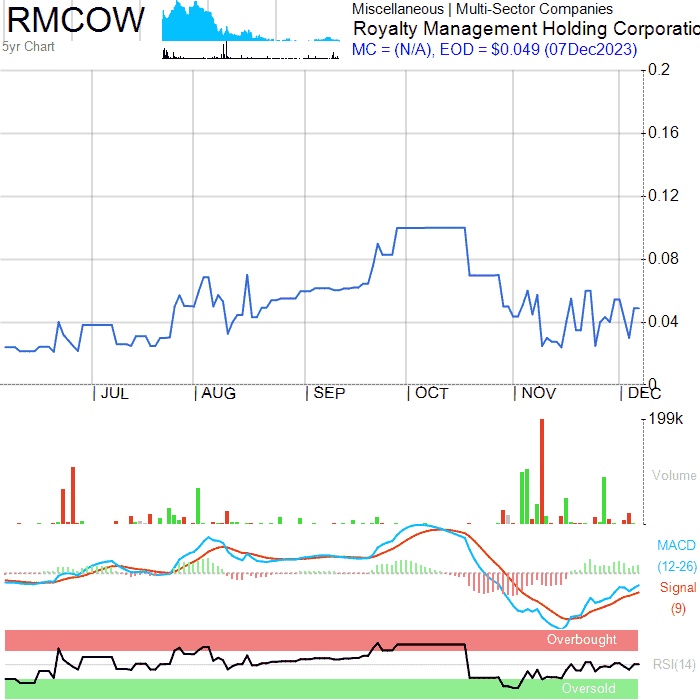 RMCOW
5yr Chart
Miscellaneous | Multi-Sector Companies
Royalty Management Holding Corporatio
MC = (N/A), EOD = $0.049 (07Dec2023)
0.2
0.16
0.12
0.08
0.04
0
JUL AUG SEP OCT NOV DEC
199k
Volume
MACD
(12-26)
Signal
(9)
Overbought
RSI(14)
Oversold